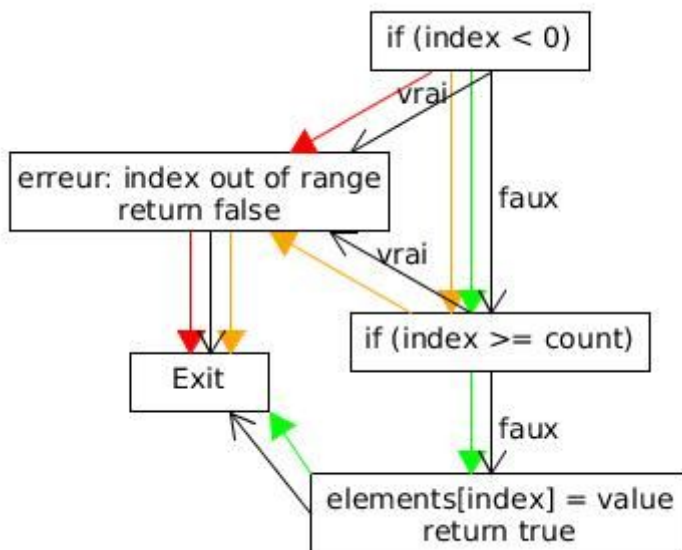 if (index < 0)
vrai
erreur: index out of range
return false
faux
vrai
if (index >= count)
Exit
faux
elements[index] = value
return true